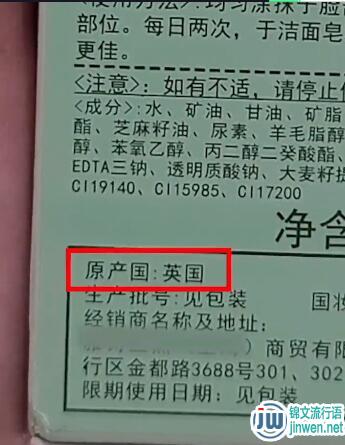 <使用方法>:均匀涂抹于脸部
部位。每日两次，于洁面皂
更佳。
<注意>：如有不适，请停止使
<成分>：水、矿油、甘油、矿脂
酯、芝麻籽油、尿素、羊毛脂醇
醇、苯氧乙醇、丙二醇二癸酸酯、
EDTA三钠、透明质酸钠、大麦籽提
CI19140、CI15985、CI17200
净含
原产国:英国
生产批号:见包装 国妆
经销商名称及地址:
商贸有限
行区金都路3688号301、302
限期使用日期:见包装
JW 锦文流行语
jinwen.net